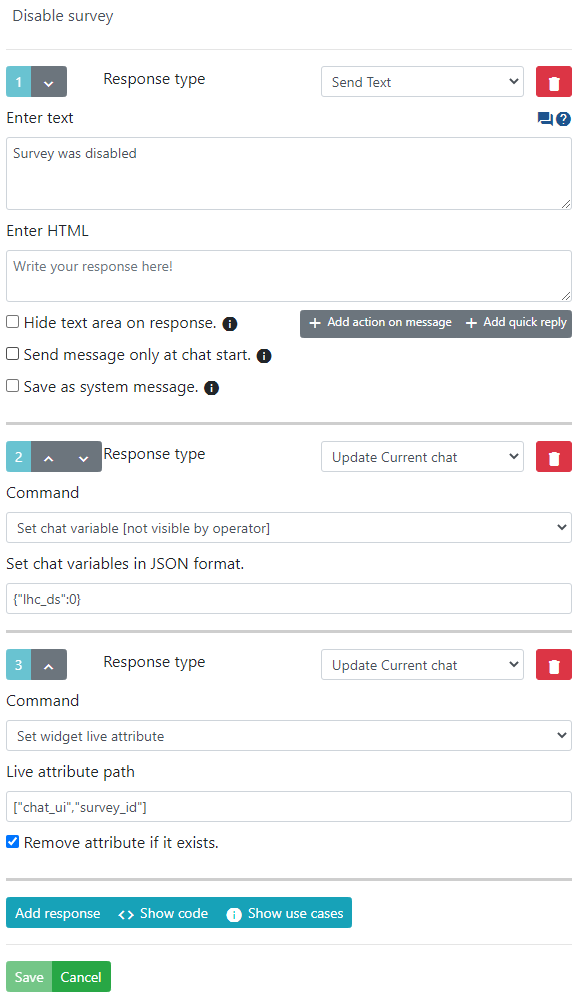 Disable survey
1 Response type Send Text
Enter text
Survey was disabled
Enter HTML
Write your response here!
Hide text area on response. + Add action on message + Add quick reply
Send message only at chat start.
Save as system message.
2 Response type Update Current chat
Command
Set chat variable [not visible by operator]
Set chat variables in JSON format.
{"lhc_ds":0}
3 Response type Update Current chat
Command
Set widget live attribute
Live attribute path
["chat_ui","survey_id"]
Remove attribute if it exists.
Add response <> Show code Show use cases
Save Cancel